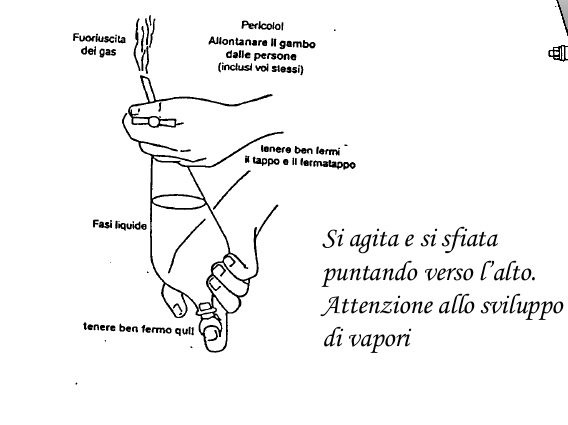 Pericolo!
Allontanare il gambo
dalle persone
(inclusi voi stessi)
Fuoriuscita
dei gas
tenere ben fermi
il tappo e il fermatappo
Fasi liquide
tenere ben fermo qui!
Si agita e si sfiata
puntando verso l'alto.
Attenzione allo sviluppo
di vapori